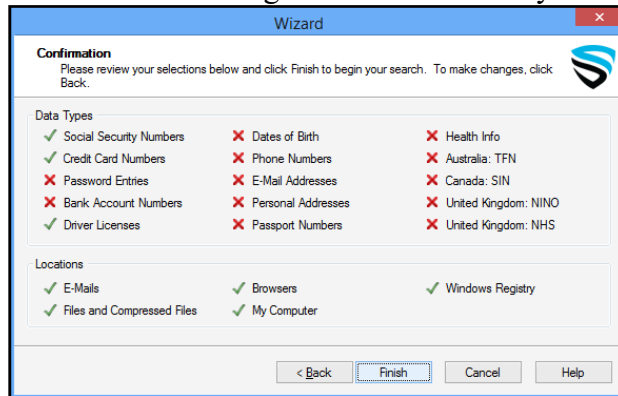 Wizard
Confirmation
Please review your selections below and click Finish to begin your search. To make changes, click
Back.
Data Types
Social Security Numbers
Dates of Birth
Health Info
Credit Card Numbers
Phone Numbers
Australia: TFN
Password Entries
E-Mail Addresses
Canada: SIN
Bank Account Numbers
Personal Addresses
United Kingdom: NINO
Driver Licenses
Passport Numbers
United Kingdom: NHS
Locations
E-Mails
Browsers
Windows Registry
Files and Compressed Files
My Computer
< Back
Finish
Cancel
Help